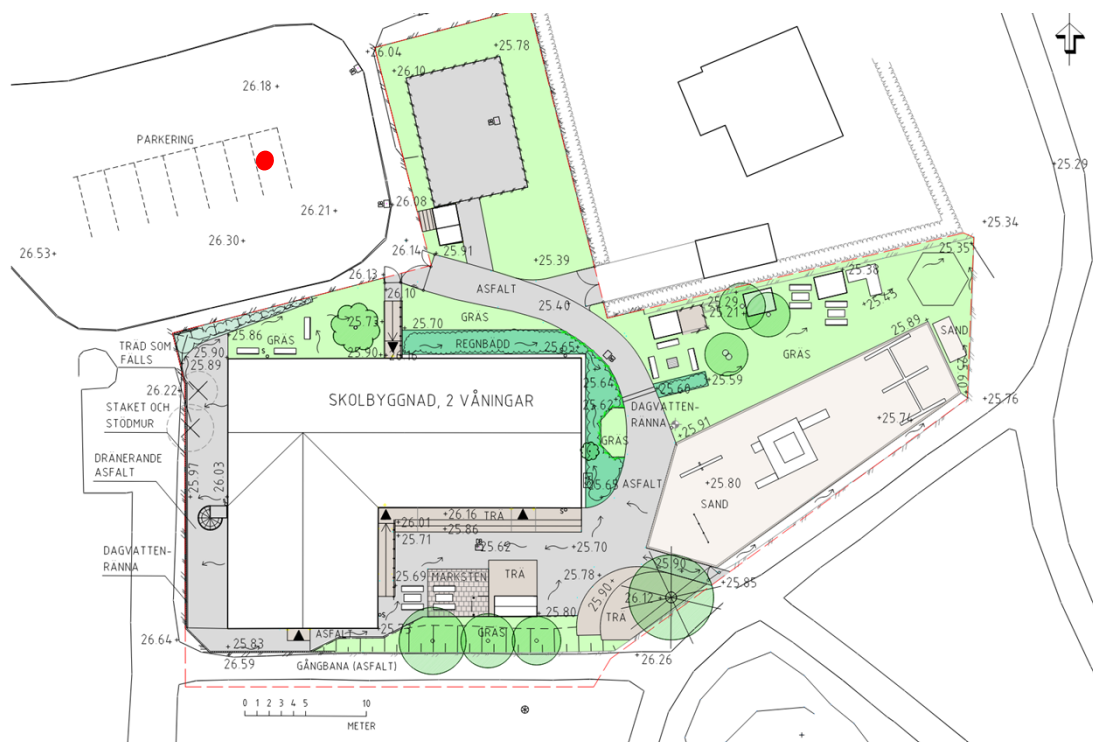 +26.04
+25.78
+26.10
26.18 +
PARKERING
+25.29
26.08
26.21+
+25.34
26.30 +
26.53+
26.14
+25.91
25.35
25.39
26.13
25.38
ASFALT
26.10
25.40
+25.29
+25.43
25.21
GRÄS
25.73
+25.70
+25.86
25.89
GRÄS
REGNBADD
25.65
SAND
TRÄD SOM
FÄLLS
25.90
+25.89
25.90
26.16
GRÄS
25.60
26.22
25.64
+25.59
25.60
STAKET OCH
STÖDMUR
SKOLBYGGNAD, 2 VÅNINGAR
25.62
DAGVATTEN-
RÄNNA
+25.76
25.74
+25.91
DRANERANDE
ASFALT
GRÄS
+25.97
26.03
25.65
ASFALT
+25.80
SAND
+26.16
TRÄ
+26.01
+25.86
25.71
DAGVATTEN-
RÄNNA
+25.62
+25.70
25.90
25.69
MARKSTEN
TRÄ
25.78+
+25.85
25.90
26.12
25.80
TRÄ
26.64
ASFALT
25.73
GRÄS
25.83
+26.59
GÅNGBANA (ASFALT)
+26.26
0 1 2 3 4 5 10
METER